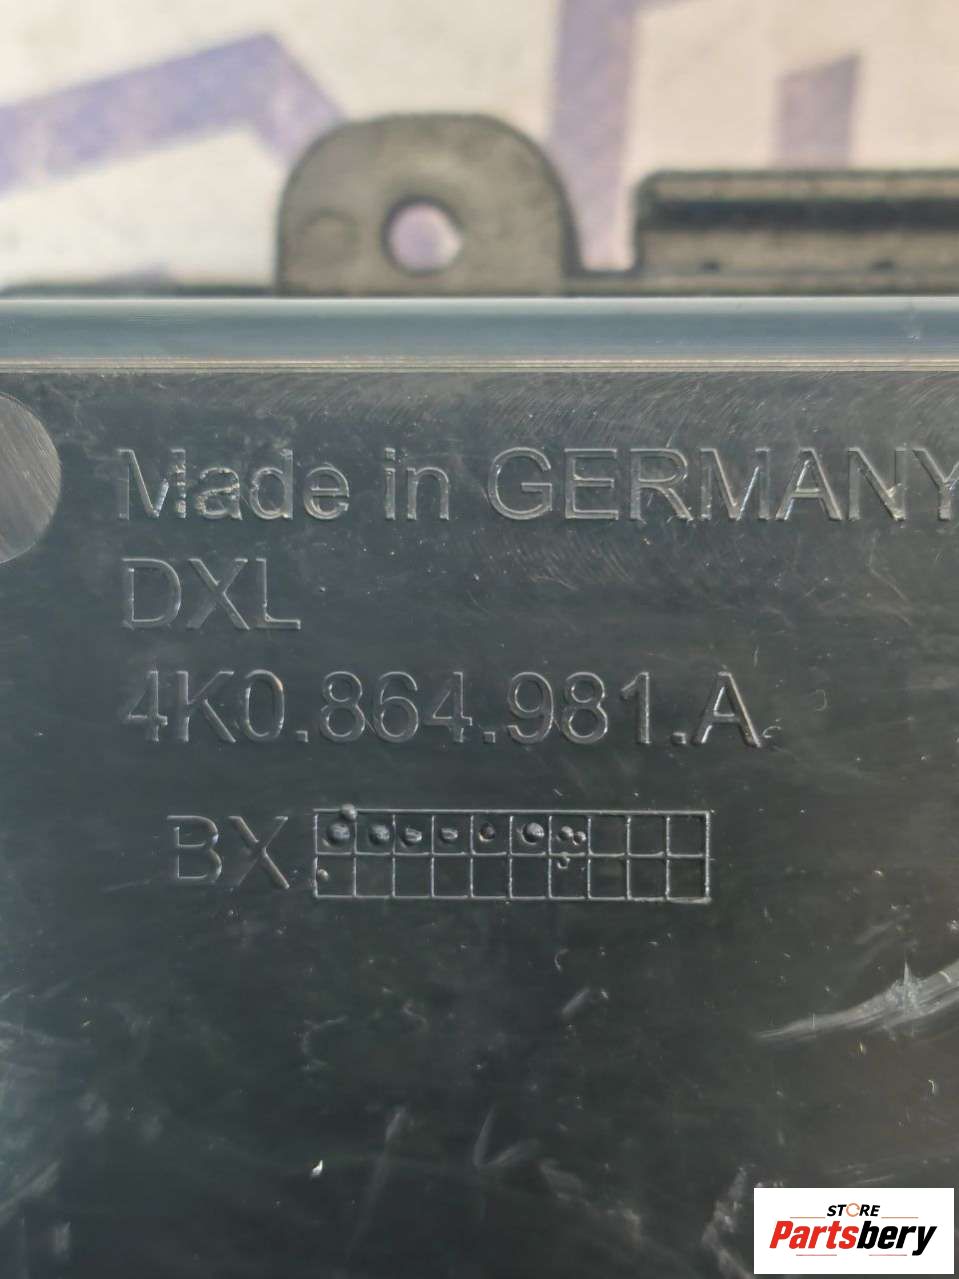 Made in GERMANY
DXL
4K0.864.981.A
BX
STORE
Partsbery